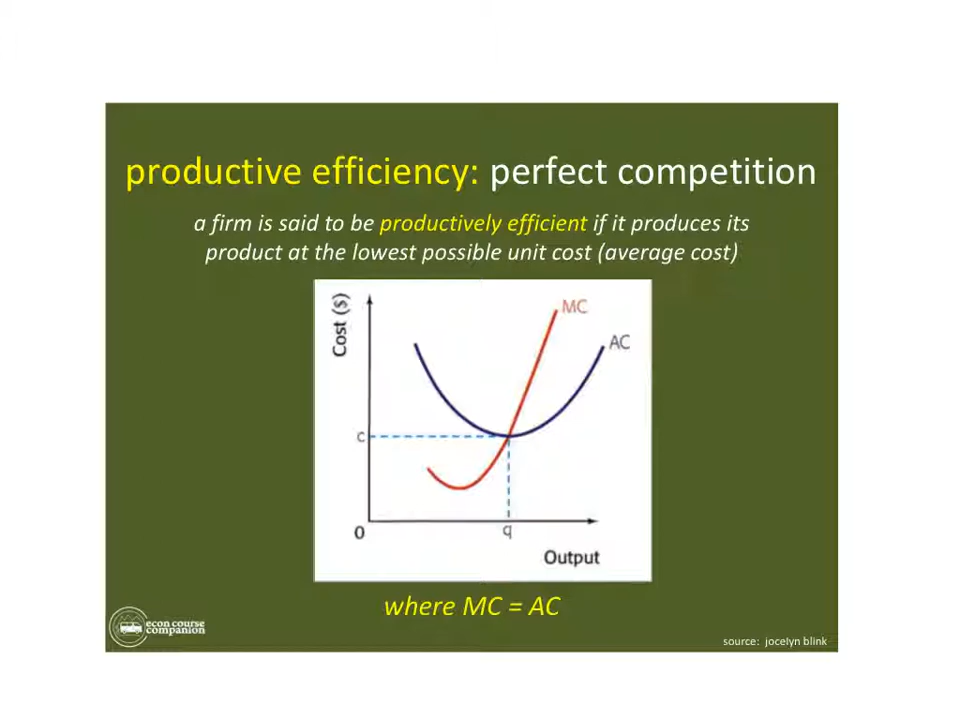 productive efficiency: perfect competition
a firm is said to be productively efficient if it produces its
product at the lowest possible unit cost (average cost)
Cost ($)
MC
AC
c
0
q
Output
where MC = AC
econ course
companion
source: jocelyn blink